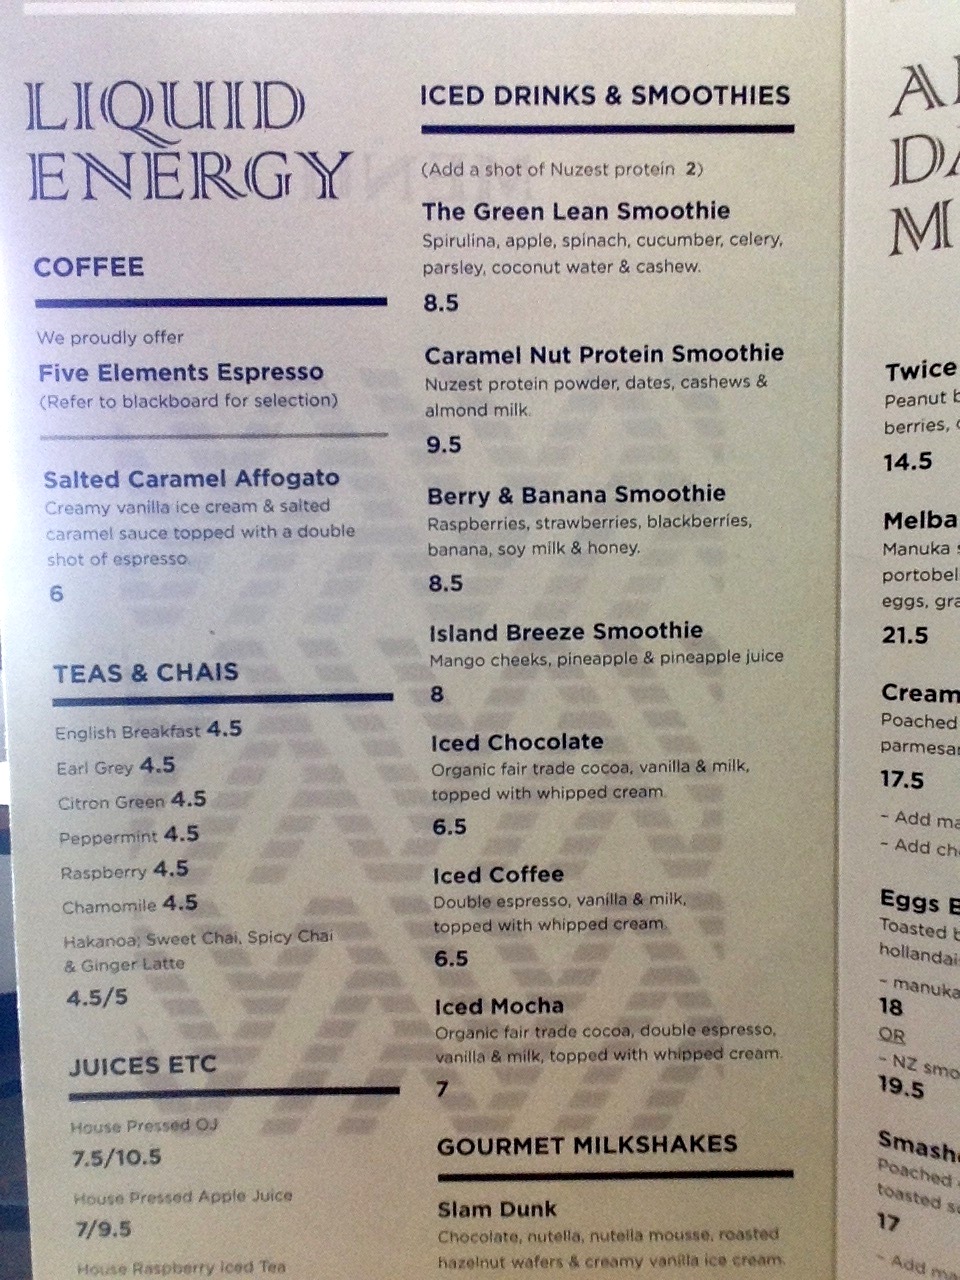 LIQUID
ENERGY
COFFEE
We proudly offer
Five Elements Espresso
(Refer to blackboard for selection)
Salted Caramel Affogato
Creamy vanilla ice cream & salted
caramel sauce topped with a double
shot of espresso.
6
TEAS & CHAIS
English Breakfast 4.5
Earl Grey 4.5
Citron Green 4.5
Peppermint 4.5
Raspberry 4.5
Chamomile 4.5
Hakanoa; Sweet Chai, Spicy Chai
& Ginger Latte
4.5/5
JUICES ETC
House Pressed OJ
7.5/10.5
House Pressed Apple Juice
7/9.5
House Raspberry Iced Tea
ICED DRINKS & SMOOTHIES
(Add a shot of Nuzest protein 2)
The Green Lean Smoothie
Spirulina, apple, spinach, cucumber, celery,
parsley, coconut water & cashew.
8.5
Caramel Nut Protein Smoothie
Nuzest protein powder, dates, cashews &
almond milk.
9.5
Berry & Banana Smoothie
Raspberries, strawberries, blackberries,
banana, soy milk & honey.
8.5
Island Breeze Smoothie
Mango cheeks, pineapple & pineapple juice
8
Iced Chocolate
Organic fair trade cocoa, vanilla & milk,
topped with whipped cream.
6.5
Iced Coffee
Double espresso, vanilla & milk,
topped with whipped cream.
6.5
Iced Mocha
Organic fair trade cocoa, double espresso,
vanilla & milk, topped with whipped cream.
7
GOURMET MILKSHAKES
Slam Dunk
Chocolate, nutella, nutella mousse, roasted
hazelnut wafers & creamy vanilla ice cream.
Twice
Peanut
berries,
14.5
Melba
Manuka
eggs,
21.5
Poached
17.5
- Add
- Add
Eggs
Toasted
- manuka
18
OR
- NZ
19.5
Poached
toasted
17
- Add